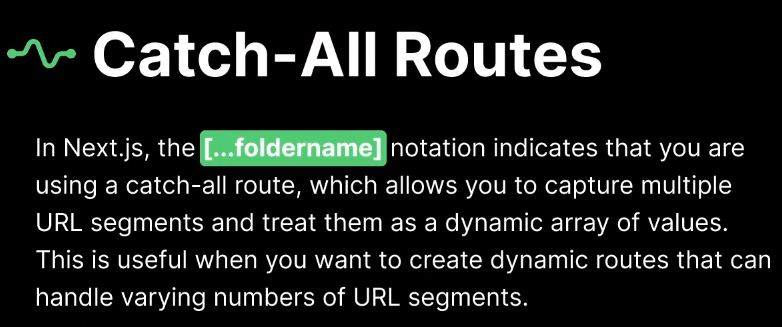 Catch-All Routes
In Next.js, the [...foldername] notation indicates that you are
using a catch-all route, which allows you to capture multiple
URL segments and treat them as a dynamic array of values.
This is useful when you want to create dynamic routes that can
handle varying numbers of URL segments.